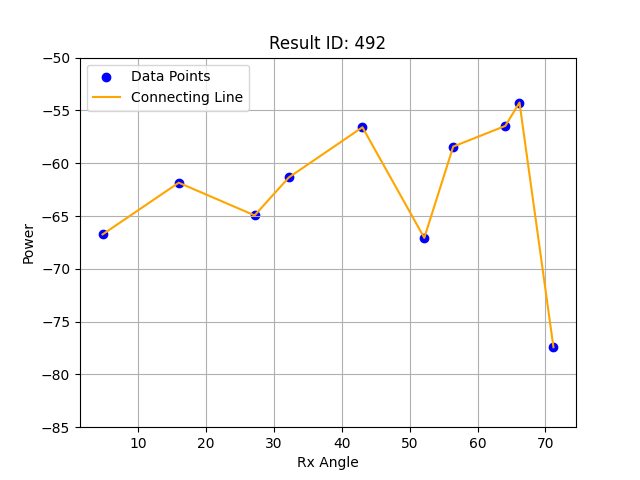 Result ID: 492
Data Points
Connecting Line
Power
−50
−55
−60
−65
−70
−75
−80
−85
10 20 30 40 50 60 70
Rx Angle